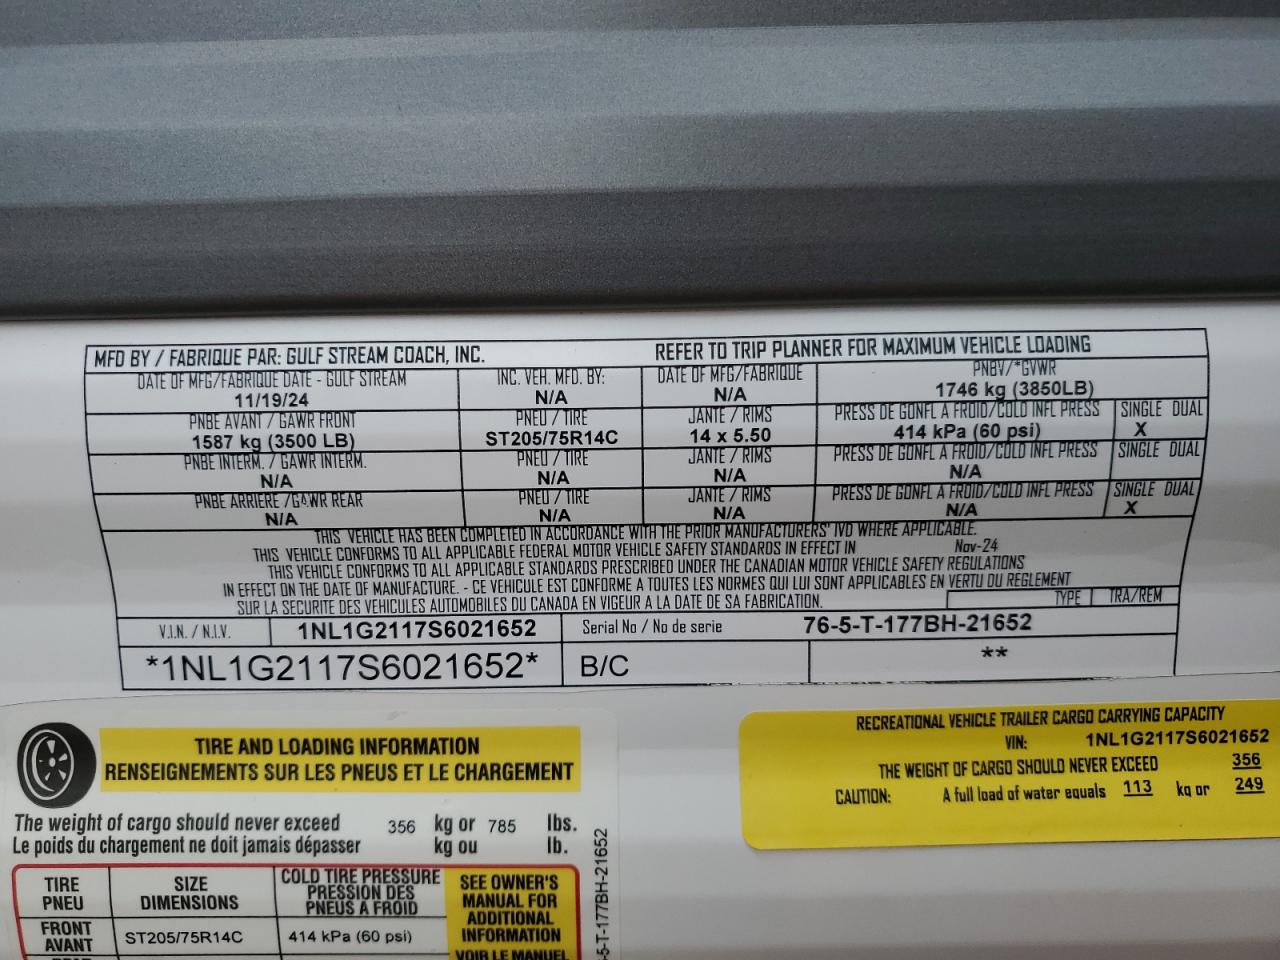 MFD BY / FABRIQUE PAR: GULF STREAM COACH, INC. REFER TO TRIP PLANNER FOR MAXIMUM VEHICLE LOADING
DATE OF MFG/FABRIQUE DATE - GULF STREAM INC. VEH. MFD. BY: DATE OF MFG/FABRIQUE PNBV/*GVWR
11/19/24 N/A N/A 1746 kg (3850LB)
PNBE AVANT / GAWR FRONT PNEU / TIRE JANTE / RIMS PRESS DE GONFL A FROID/COLD INFL PRESS SINGLE DUAL
1587 kg (3500 LB) ST205/75R14C 14 x 5.50 414 kPa (60 psi) X
PNBE INTERM. / GAWR INTERM. PNEU / TIRE JANTE / RIMS PRESS DE GONFL A FROID/COLD INFL PRESS SINGLE DUAL
N/A N/A N/A N/A
PNBE ARRIERE /GAWR REAR PNEU / TIRE JANTE / RIMS PRESS DE GONFL A FROID/COLD INFL PRESS SINGLE DUAL
N/A N/A N/A N/A X
THIS VEHICLE HAS BEEN COMPLETED IN ACCORDANCE WITH THE PRIOR MANUFACTURERS' IVD WHERE APPLICABLE.
THIS VEHICLE CONFORMS TO ALL APPLICABLE FEDERAL MOTOR VEHICLE SAFETY STANDARDS IN EFFECT IN Nov-24
THIS VEHICLE CONFORMS TO ALL APPLICABLE STANDARDS PRESCRIBED UNDER THE CANADIAN MOTOR VEHICLE SAFETY REGULATIONS
IN EFFECT ON THE DATE OF MANUFACTURE. - CE VEHICULE EST CONFORME A TOUTES LES NORMES QUI LUI SONT APPLICABLES EN VERTU DU REGLEMENT
SUR LA SECURITE DES VEHICULES AUTOMOBILES DU CANADA EN VIGEUR A LA DATE DE SA FABRICATION. TYPE TRA/REM
V.I.N. / N.I.V. 1NL1G2117S6021652 Serial No / No de serie 76-5-T-177BH-21652
*1NL1G2117S6021652* B/C **
TIRE AND LOADING INFORMATION
RENSEIGNEMENTS SUR LES PNEUS ET LE CHARGEMENT
The weight of cargo should never exceed 356 kg or 785 lbs.
Le poids du chargement ne doit jamais dépasser kg ou lb.
TIRE PNEU
SIZE DIMENSIONS
COLD TIRE PRESSURE
PRESSION DES
PNEUS A FROID
SEE OWNER'S
MANUAL FOR
ADDITIONAL
INFORMATION
VOIR LE MANUEL
FRONT AVANT
ST205/75R14C 414 kPa (60 psi)
-5-T-177BH-21652
RECREATIONAL VEHICLE TRAILER CARGO CARRYING CAPACITY
VIN: 1NL1G2117S6021652
THE WEIGHT OF CARGO SHOULD NEVER EXCEED 356
CAUTION: A full load of water equals 113 kg or 249